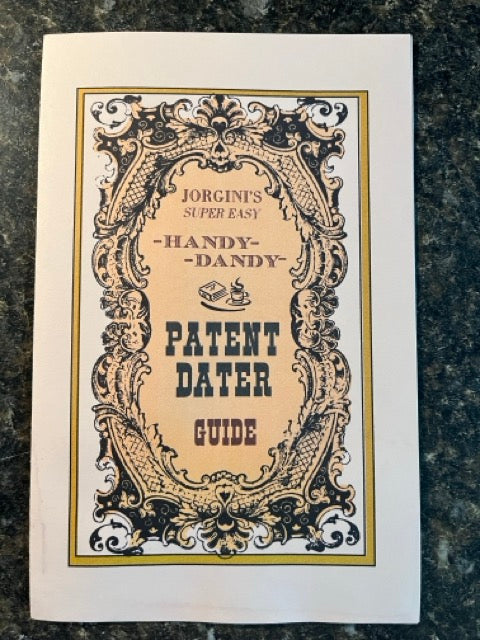 JORGINI'S
SUPER EASY
-HANDY-
-DANDY-
PATENT
DATER
GUIDE